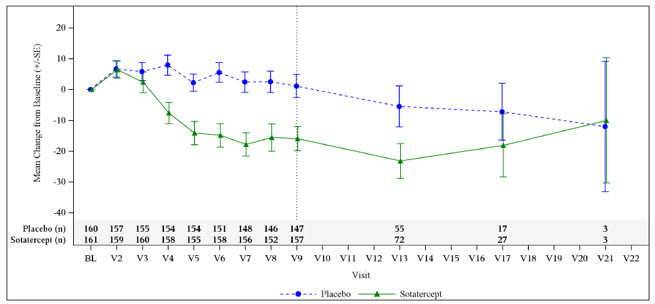 20
10
0
-10
-20
-30
-40
Mean Change from Baseline (+/-SE)
Placebo (n) 160 157 155 154 154 151 148 146 147 55 17 3
Sotatercept (n) 161 159 160 158 155 158 156 152 157 72 27 3
BL V2 V3 V4 V5 V6 V7 V8 V9 V10 V11 V12 V13 V14 V15 V16 V17 V18 V19 V20 V21 V22
Visit
Placebo Sotatercept